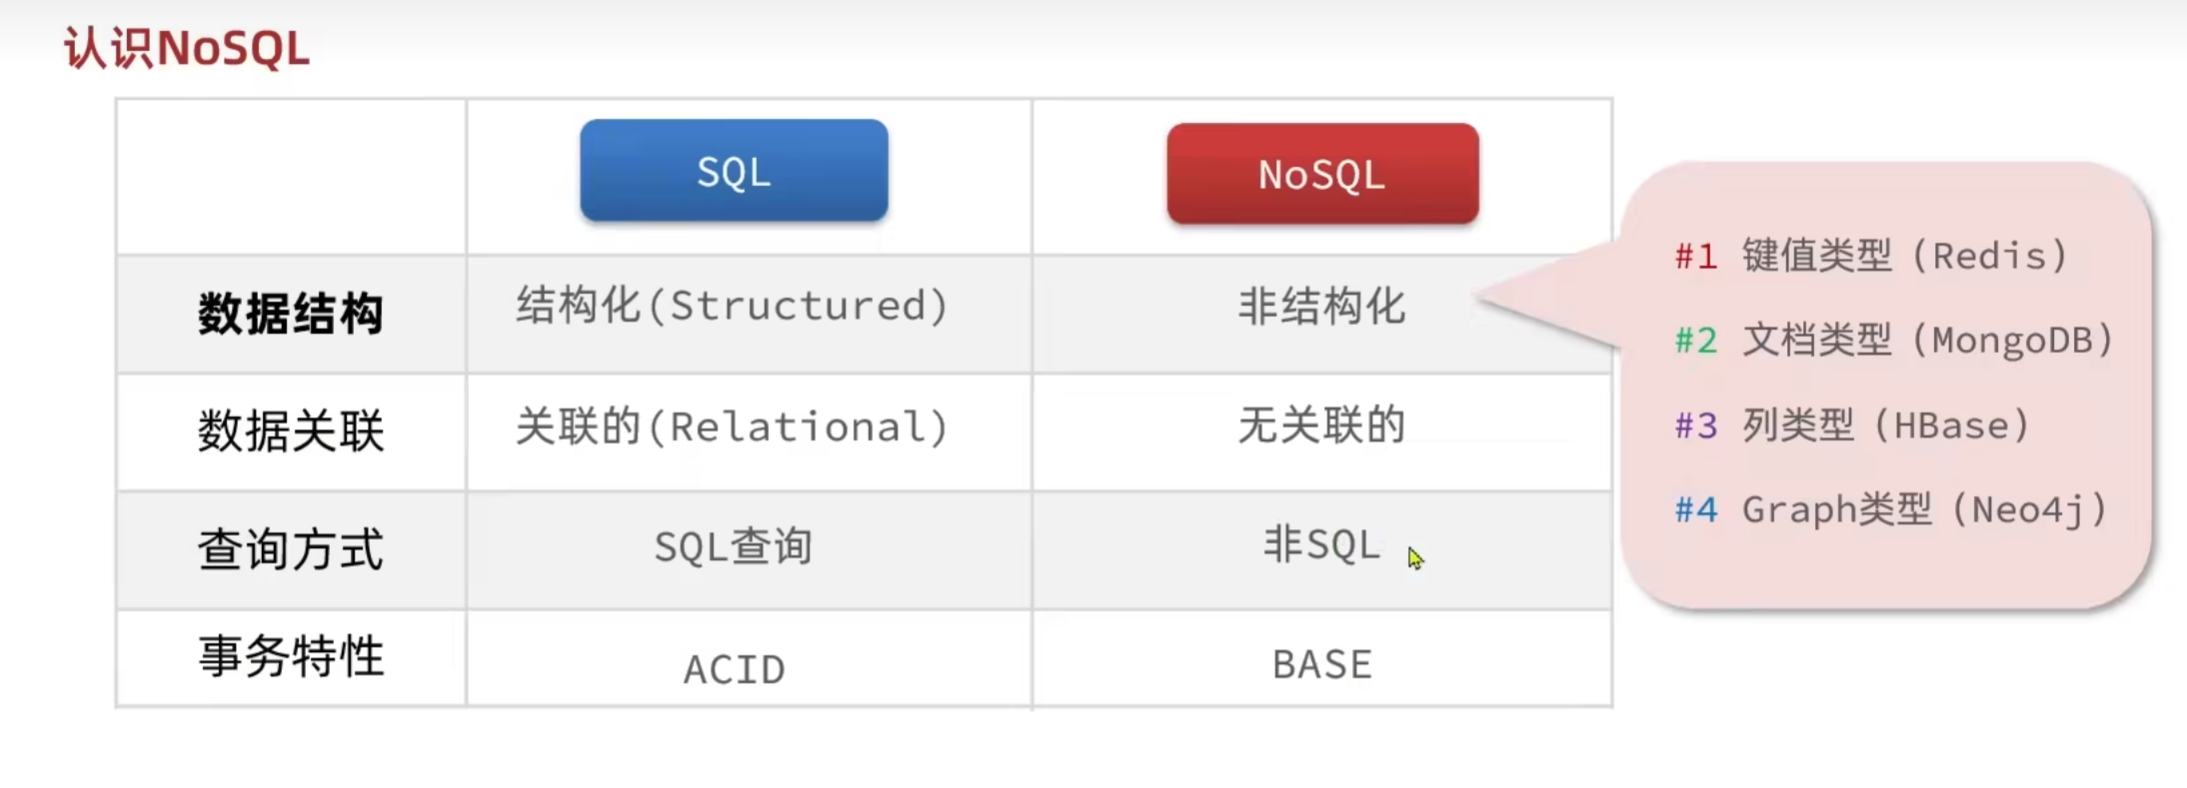 认识NoSQL
SQL
NoSQL
数据结构
结构化(Structured)
非结构化
数据关联
关联的(Relational)
无关联的
查询方式
SQL查询
非SQL
事务特性
ACID
BASE
#1 键值类型（Redis）
#2 文档类型（MongoDB）
#3 列类型（HBase）
#4 Graph类型（Neo4j）